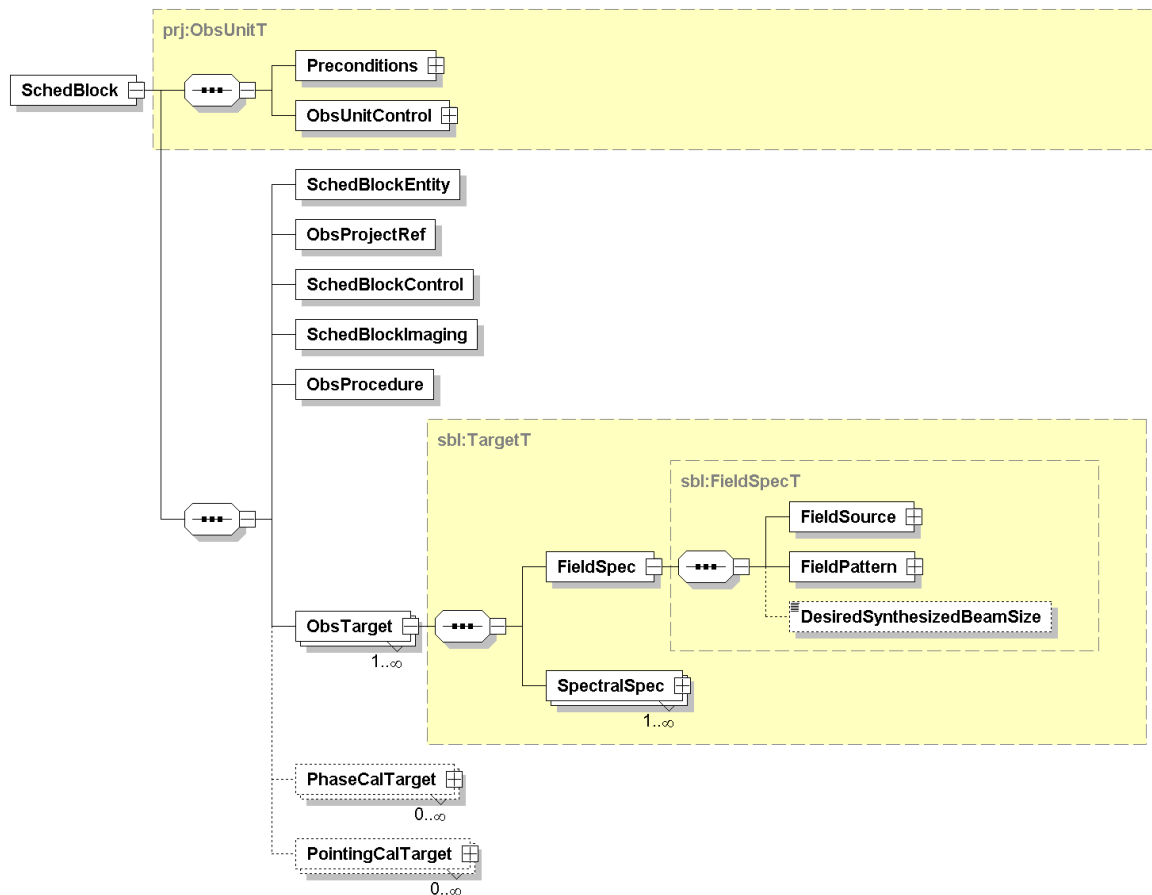 prj:ObsUnitT
Preconditions
SchedBlock
ObsUnitControl
SchedBlockEntity
ObsProjectRef
SchedBlockControl
SchedBlockImaging
ObsProcedure
sbl:TargetT
sbl:FieldSpecT
FieldSource
FieldSpec
FieldPattern
DesiredSynthesizedBeamSize
ObsTarget
1..∞
SpectralSpec
1..∞
PhaseCalTarget
0..∞
PointingCalTarget
0..∞